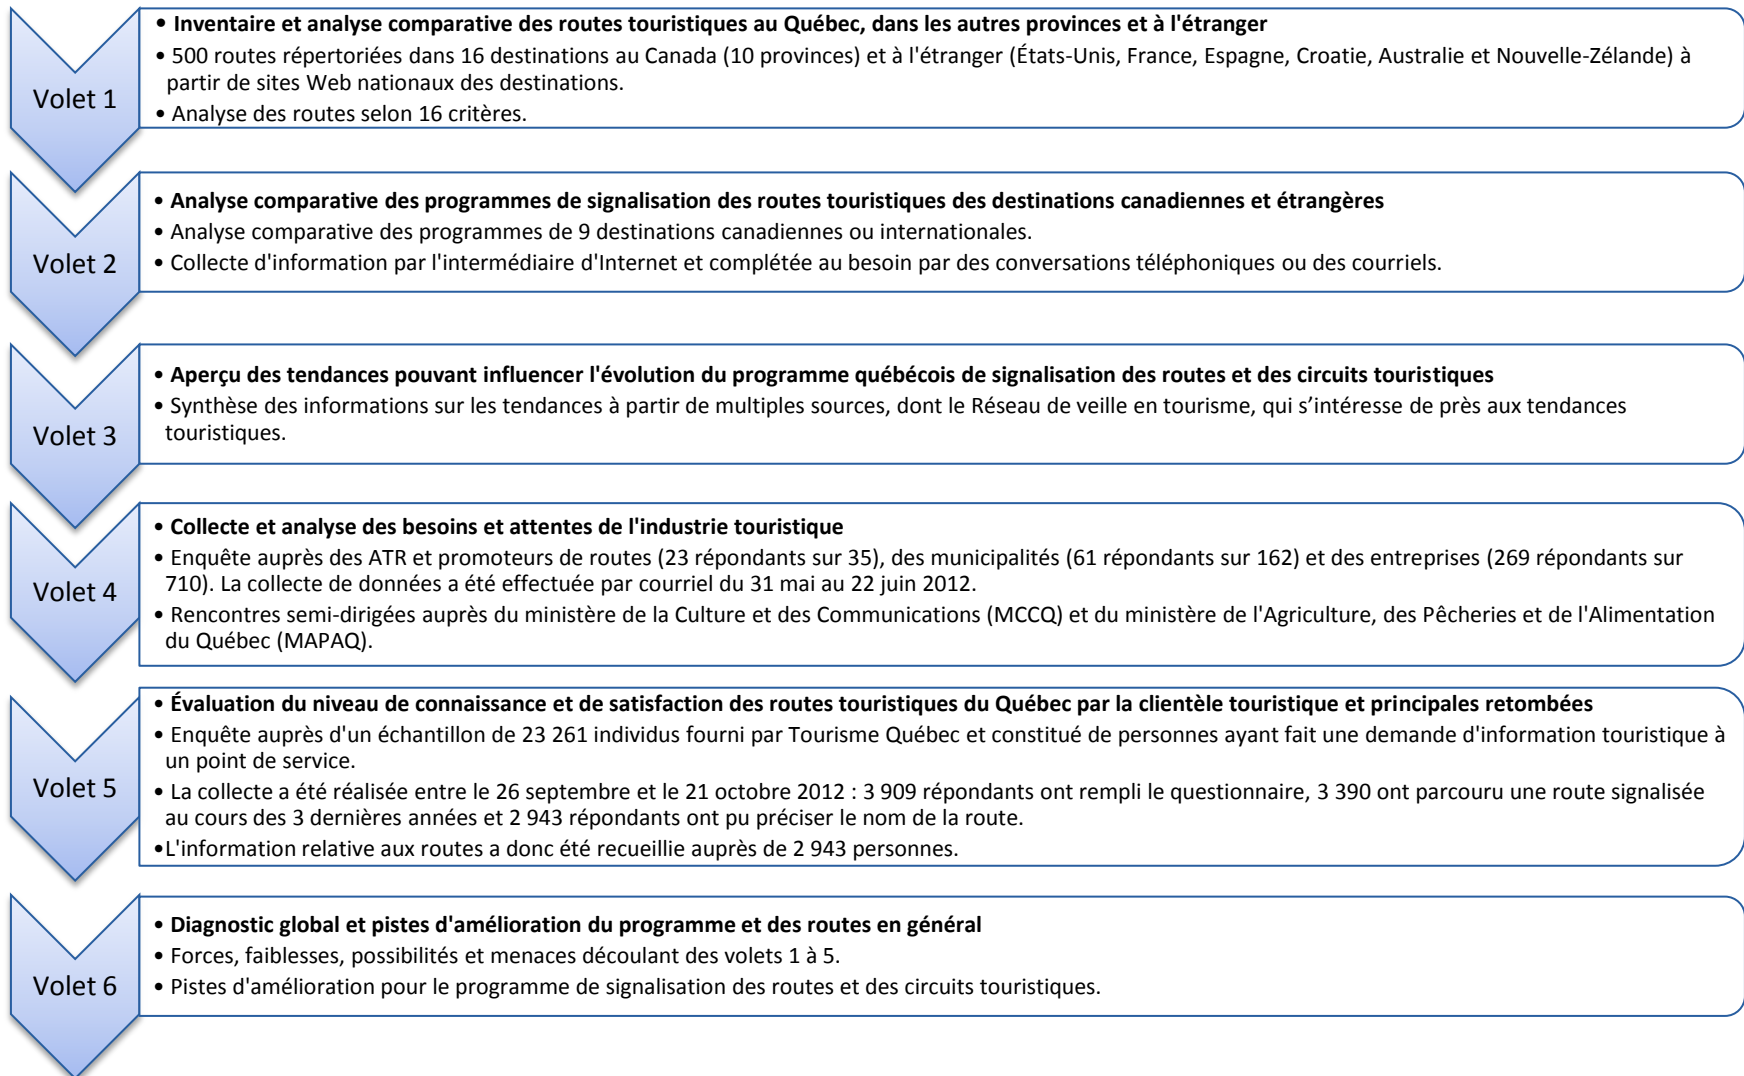 Volet 1
• Inventaire et analyse comparative des routes touristiques au Québec, dans les autres provinces et à l'étranger
• 500 routes répertoriées dans 16 destinations au Canada (10 provinces) et à l'étranger (États-Unis, France, Espagne, Croatie, Australie et Nouvelle-Zélande) à
partir de sites Web nationaux des destinations.
• Analyse des routes selon 16 critères.
Volet 2
• Analyse comparative des programmes de signalisation des routes touristiques des destinations canadiennes et étrangères
• Analyse comparative des programmes de 9 destinations canadiennes ou internationales.
• Collecte d'information par l'intermédiaire d'Internet et complétée au besoin par des conversations téléphoniques ou des courriels.
Volet 3
• Aperçu des tendances pouvant influencer l'évolution du programme québécois de signalisation des routes et des circuits touristiques
• Synthèse des informations sur les tendances à partir de multiples sources, dont le Réseau de veille en tourisme, qui s’intéresse de près aux tendances
touristiques.
Volet 4
• Collecte et analyse des besoins et attentes de l'industrie touristique
• Enquête auprès des ATR et promoteurs de routes (23 répondants sur 35), des municipalités (61 répondants sur 162) et des entreprises (269 répondants sur
710). La collecte de données a été effectuée par courriel du 31 mai au 22 juin 2012.
• Rencontres semi-dirigées auprès du ministère de la Culture et des Communications (MCCQ) et du ministère de l'Agriculture, des Pêcheries et de l'Alimentation
du Québec (MAPAQ).
Volet 5
• Évaluation du niveau de connaissance et de satisfaction des routes touristiques du Québec par la clientèle touristique et principales retombées
• Enquête auprès d'un échantillon de 23 261 individus fourni par Tourisme Québec et constitué de personnes ayant fait une demande d'information touristique à
un point de service.
• La collecte a été réalisée entre le 26 septembre et le 21 octobre 2012 : 3 909 répondants ont rempli le questionnaire, 3 390 ont parcouru une route signalisée
au cours des 3 dernières années et 2 943 répondants ont pu préciser le nom de la route.
•L'information relative aux routes a donc été recueillie auprès de 2 943 personnes.
Volet 6
• Diagnostic global et pistes d'amélioration du programme et des routes en général
• Forces, faiblesses, possibilités et menaces découlant des volets 1 à 5.
• Pistes d'amélioration pour le programme de signalisation des routes et des circuits touristiques.